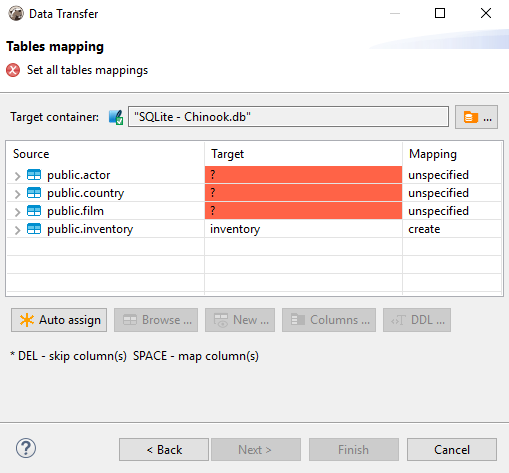 Data Transfer
Tables mapping
Set all tables mappings
Target container: "SQLite - Chinook.db" ...
Source Target Mapping
public.actor ? unspecified
public.country ? unspecified
public.film ? unspecified
public.inventory inventory create
Auto assign Browse ... New ... Columns ... DDL ...
* DEL - skip column(s) SPACE - map column(s)
? < Back Next > Finish Cancel